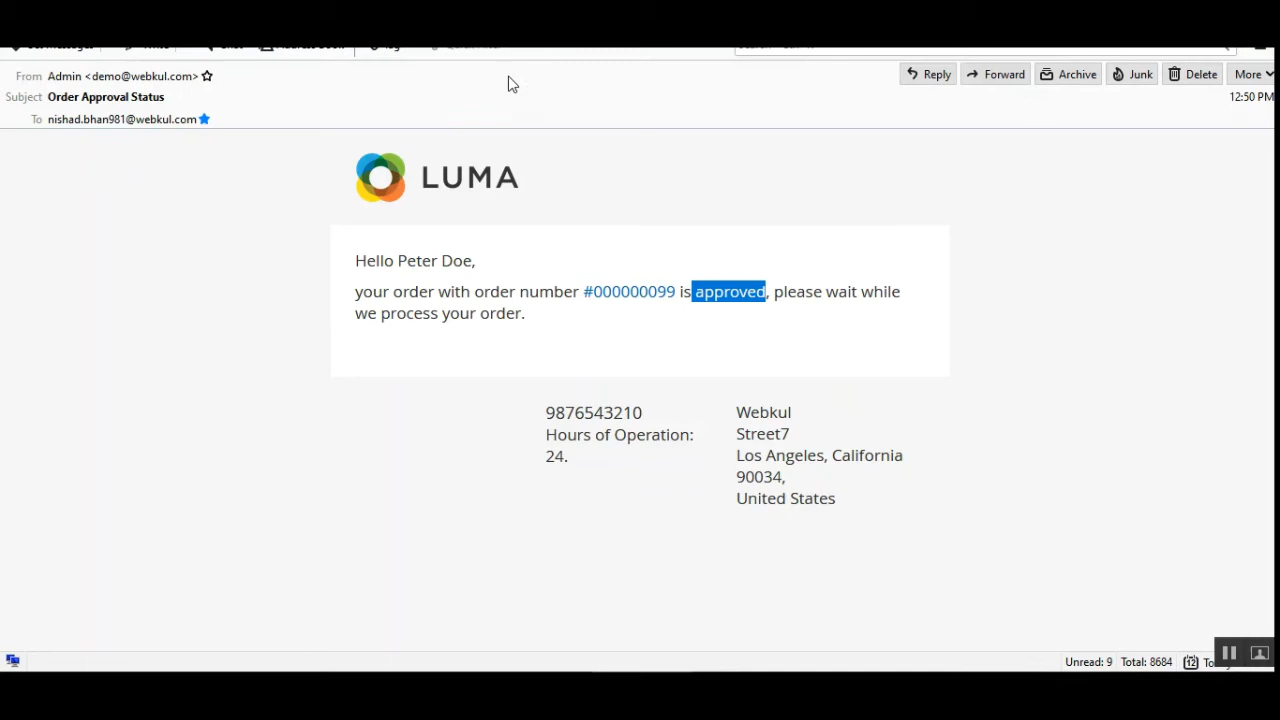 From Admin <demo@webkul.com>
Reply Forward Archive Junk Delete More
Subject Order Approval Status
12:50 PM
To nishad.bhan981@webkul.com
LUMA
Hello Peter Doe,
your order with order number #000000099 is approved, please wait while
we process your order.
9876543210
Hours of Operation:
24.
Webkul
Street7
Los Angeles, California
90034,
United States
Unread: 9 Total: 8684